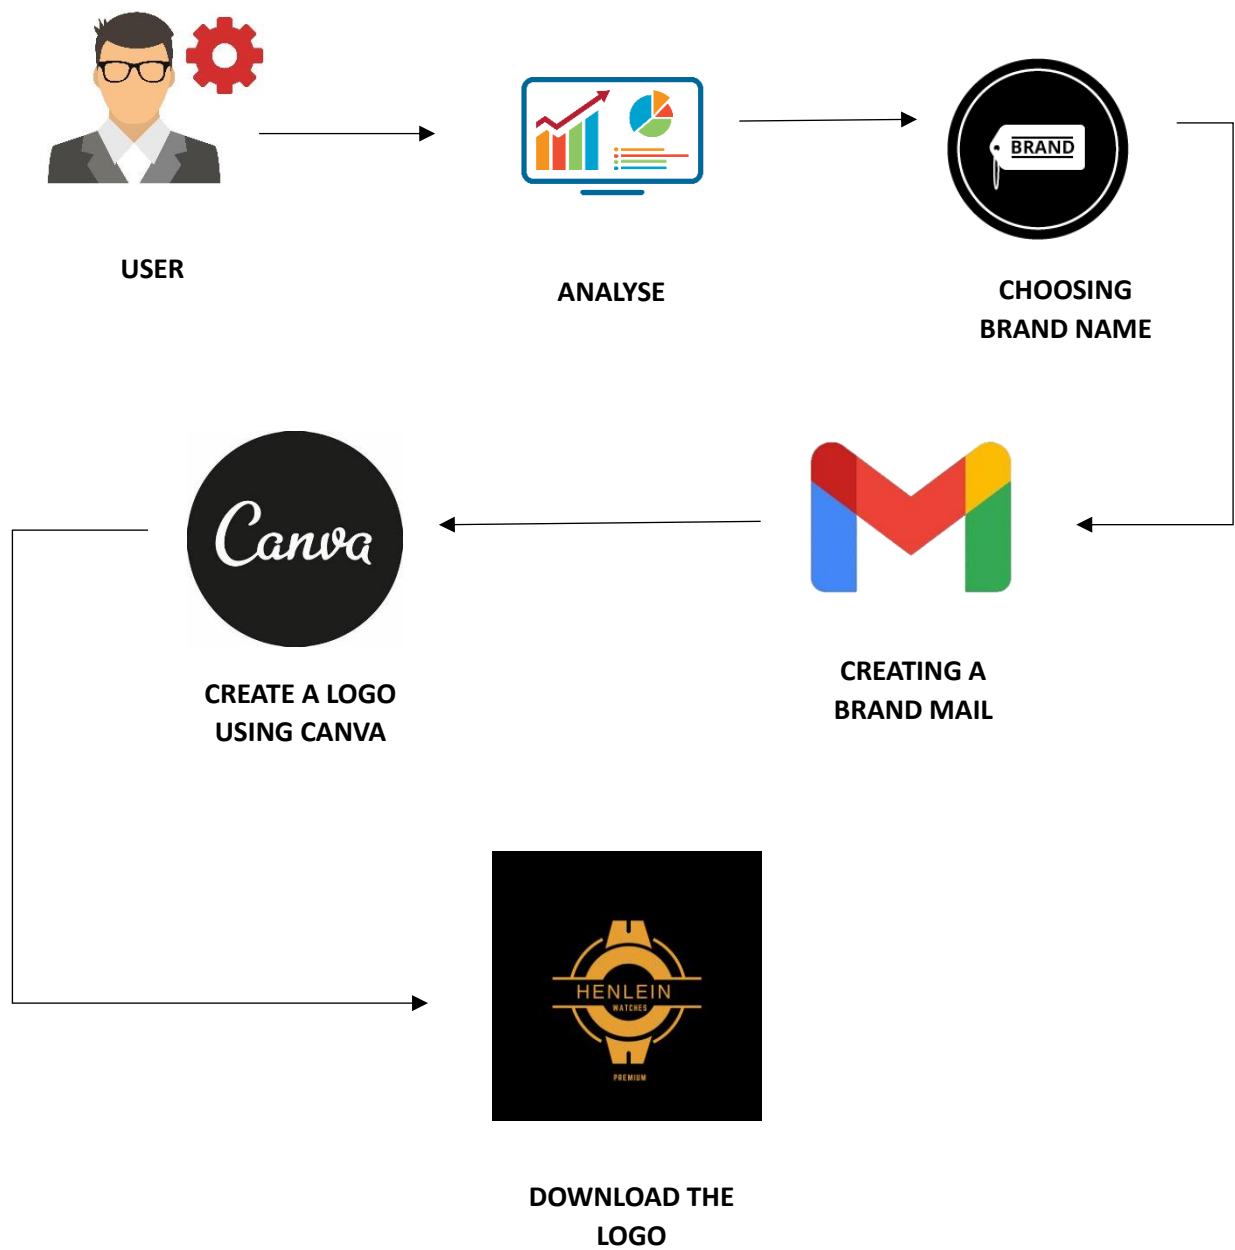 BRAND
USER
ANALYSE
CHOOSING
BRAND NAME
Canva
CREATE A LOGO
USING CANVA
CREATING A
BRAND MAIL
HENLEIN
WATCHES
PREMIUM
DOWNLOAD THE
LOGO